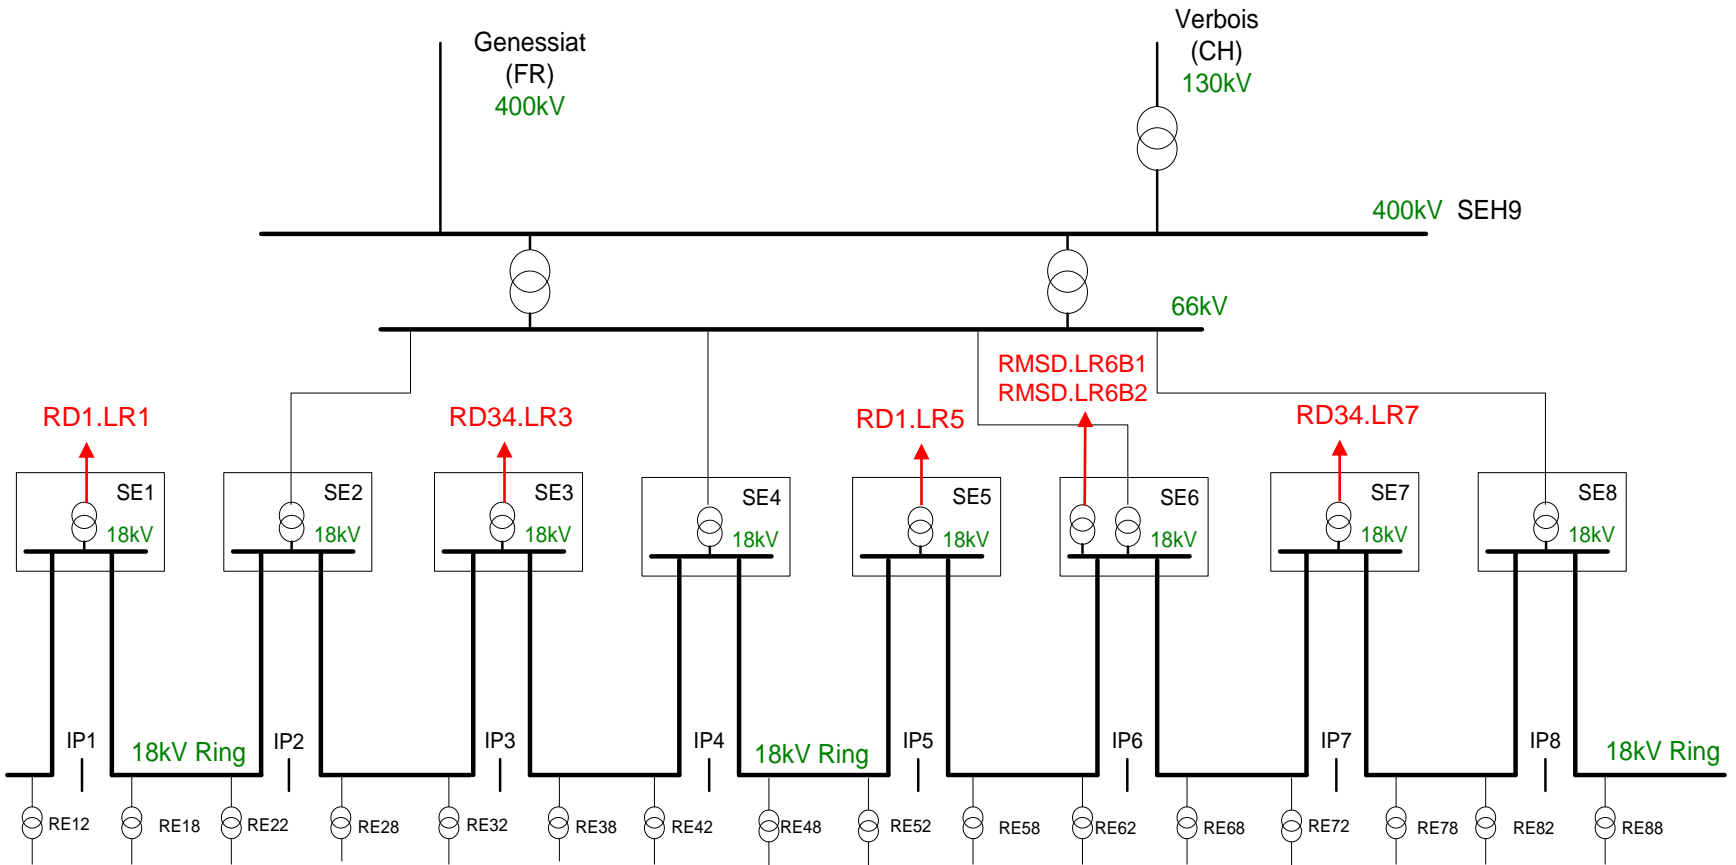 Genessiat
(FR)
400kV
Verbois
(CH)
130kV
400kV SEH9
66kV
RMSD.LR6B1
RMSD.LR6B2
RD1.LR1
RD34.LR3
RD1.LR5
RD34.LR7
SE1
18kV
SE2
18kV
SE3
18kV
SE4
18kV
SE5
18kV
SE6
18kV
SE7
18kV
SE8
18kV
IP1
18kV Ring
IP2
IP3
IP4
18kV Ring
IP5
IP6
IP7
IP8
18kV Ring
RE12
RE18
RE22
RE28
RE32
RE38
RE42
RE48
RE52
RE58
RE62
RE68
RE72
RE78
RE82
RE88